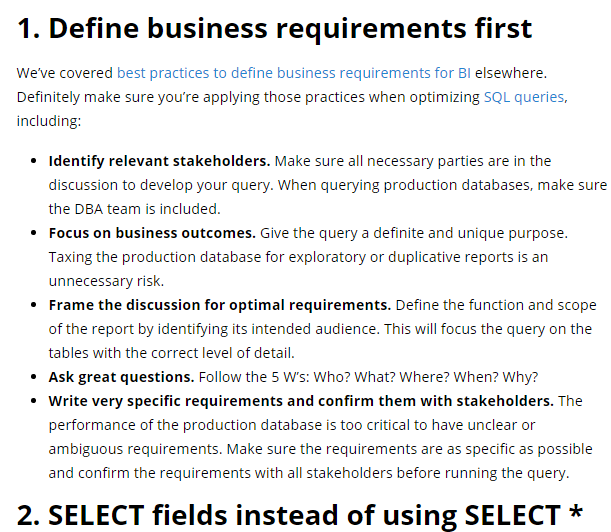 1. Define business requirements first
We’ve covered best practices to define business requirements for BI elsewhere.
Definitely make sure you’re applying those practices when optimizing SQL queries,
including:
• Identify relevant stakeholders. Make sure all necessary parties are in the
discussion to develop your query. When querying production databases, make sure
the DBA team is included.
• Focus on business outcomes. Give the query a definite and unique purpose.
Taxing the production database for exploratory or duplicative reports is an
unnecessary risk.
• Frame the discussion for optimal requirements. Define the function and scope
of the report by identifying its intended audience. This will focus the query on the
tables with the correct level of detail.
• Ask great questions. Follow the 5 W’s: Who? What? Where? When? Why?
• Write very specific requirements and confirm them with stakeholders. The
performance of the production database is too critical to have unclear or
ambiguous requirements. Make sure the requirements are as specific as possible
and confirm the requirements with all stakeholders before running the query.
2. SELECT fields instead of using SELECT *